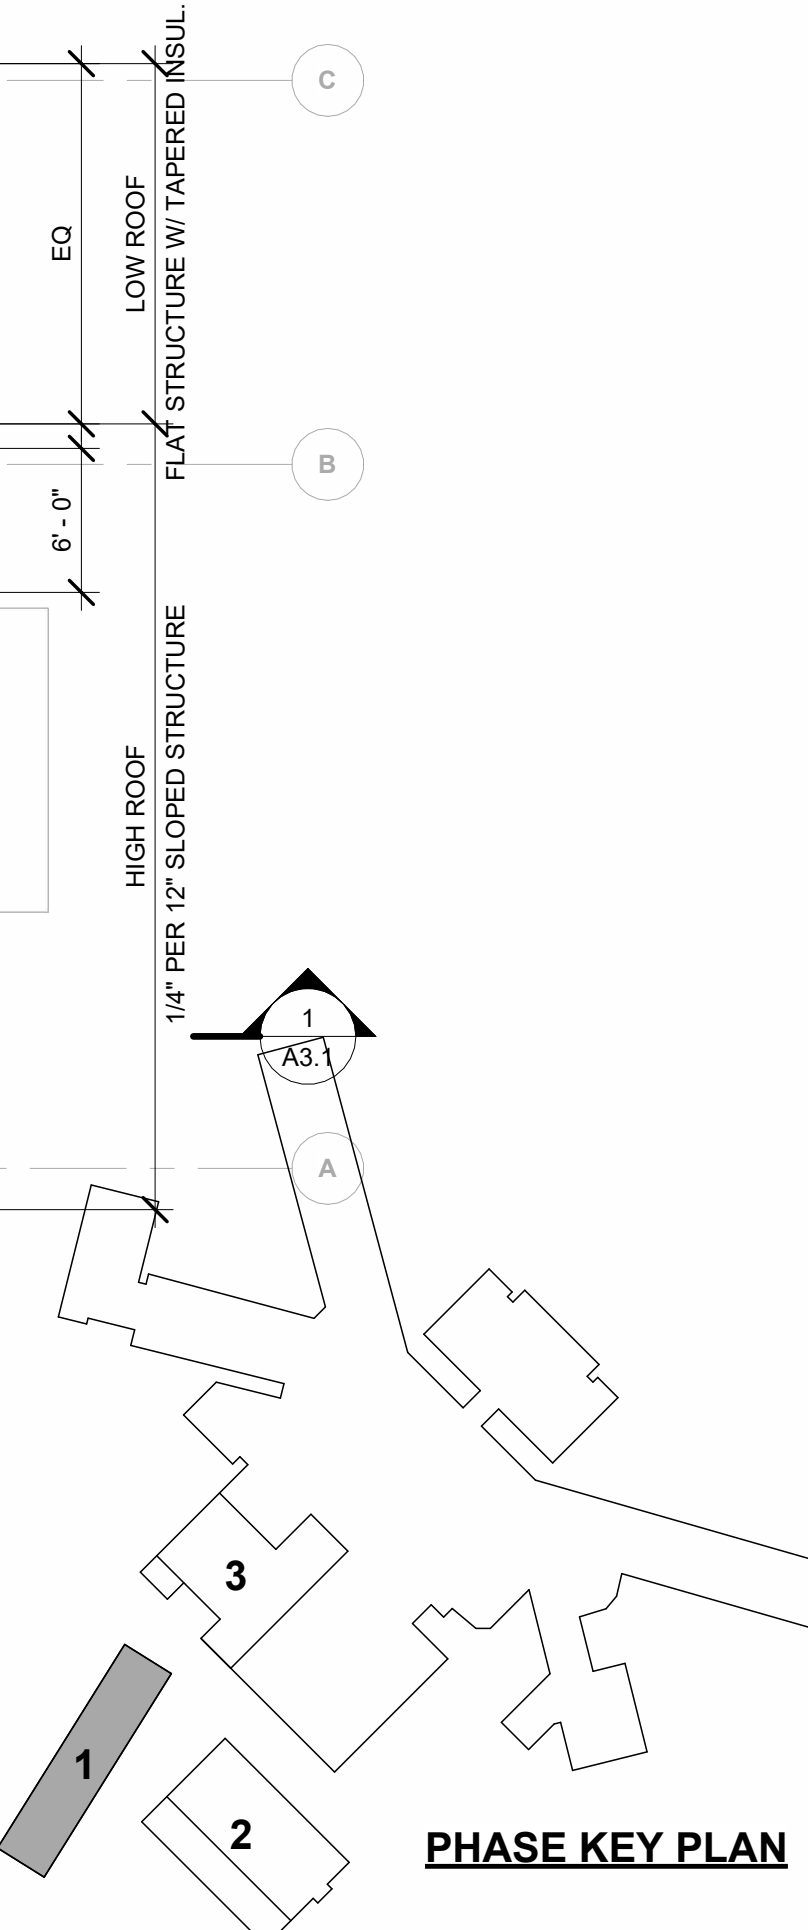 C
EQ
LOW ROOF
FLAT STRUCTURE W/ TAPERED INSUL.
B
6' - 0"
HIGH ROOF
1/4" PER 12" SLOPED STRUCTURE
1
A3.1
A
3
1
2
PHASE KEY PLAN